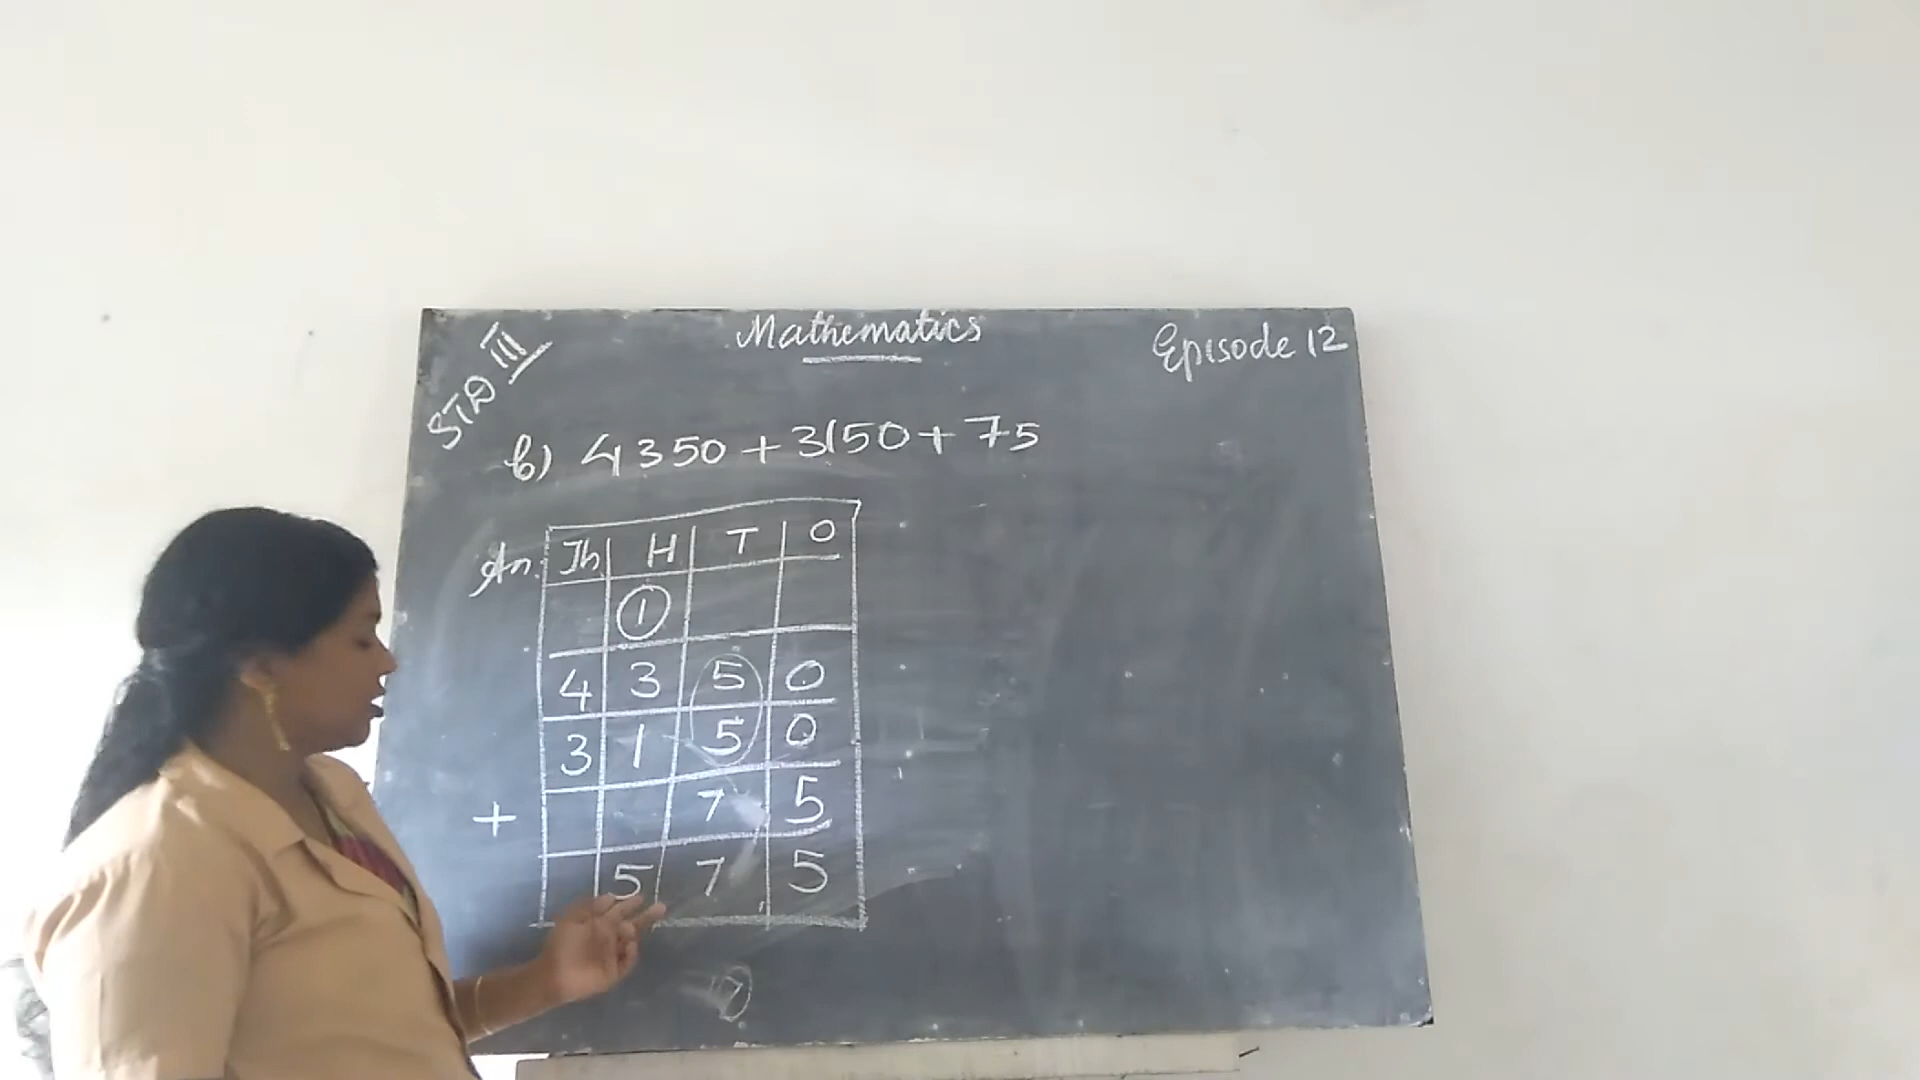 STD III
Mathematics
Episode 12
b) 4350 + 3150 + 75
An: Th H T O
1
4 3 5 0
3 1 5 0
+ 7 5
5 7 5